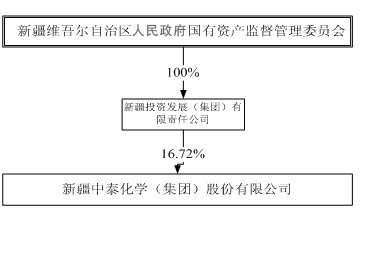 新疆维吾尔自治区人民政府国有资产监督管理委员会
100%
新疆投资发展（集团）有
限责任公司
16.72%
新疆中泰化学（集团）股份有限公司